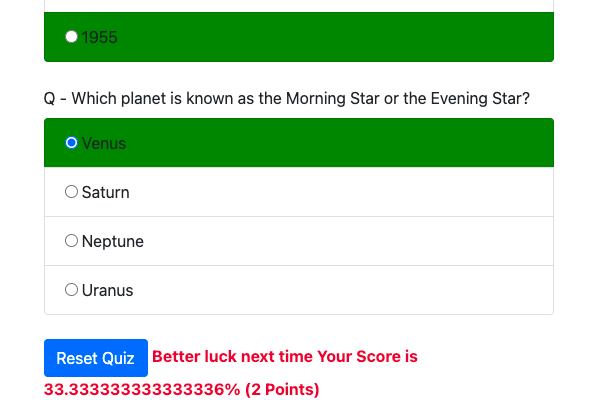 1955
Q - Which planet is known as the Morning Star or the Evening Star?
Venus
Saturn
Neptune
Uranus
Reset Quiz Better luck next time Your Score is
33.333333333333336% (2 Points)